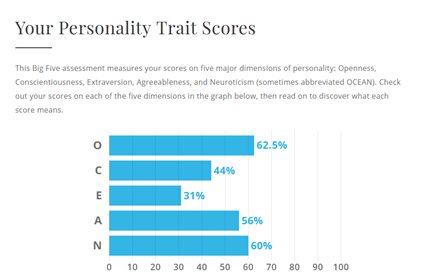 Your Personality Trait Scores
This Big Five assessment measures your scores on five major dimensions of personality: Openness,
Conscientiousness, Extraversion, Agreeableness, and Neuroticism (sometimes abbreviated OCEAN). Check
out your scores on each of the five dimensions in the graph below, then read on to discover what each
score means.
O 62.5%
C 44%
E 31%
A 56%
N 60%
0 10 20 30 40 50 60 70 80 90 100